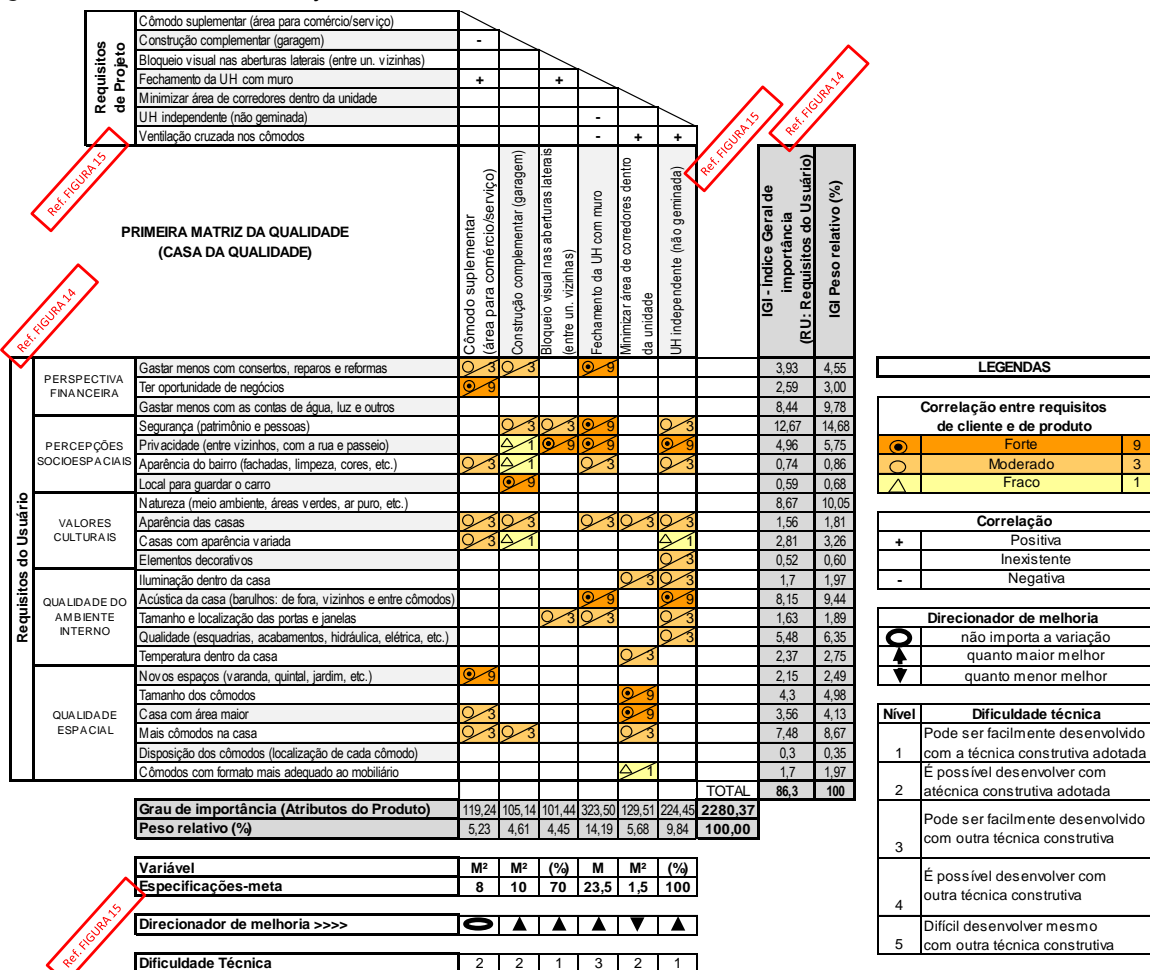 Cômodo suplementar (área para comércio/serviço)
Construção complementar (garagem) -
Bloqueio visual nas aberturas laterais (entre un. vizinhas)
Fechamento da UH com muro + +
Minimizar área de corredores dentro da unidade
UH independente (não geminada) -
Ventilação cruzada nos cômodos - + +
Requisitos
de Projeto
Ref. FIGURA 15
Ref. FIGURA 15
Ref. FIGURA 14
PRIMEIRA MATRIZ DA QUALIDADE
(CASA DA QUALIDADE)
Cômodo suplementar
(área para comércio/serviço)
Construção complementar (garagem)
Bloqueio visual nas aberturas laterais
(entre un. vizinhas)
Fechamento da UH com muro
Minimizar área de corredores dentro
da unidade
UH independente (não geminada)
IGI - índice Geral de
importância
(RU: Requisitos do Usuário)
IGI Peso relativo (%)
Ref. FIGURA 14
Requisitos do Usuário
PERSPECTIVA
FINANCEIRA
Gastar menos com consertos, reparos e reformas 3 3 9 3,93 4,55
Ter oportunidade de negócios 9 2,59 3,00
Gastar menos com as contas de água, luz e outros 8,44 9,78
PERCEPÇÕES
SOCIOESPACIAIS
Segurança (patrimônio e pessoas) 3 3 9 3 12,67 14,68
Privacidade (entre vizinhos, com a rua e passeio) 1 9 9 9 4,96 5,75
Aparência do bairro (fachadas, limpeza, cores, etc.) 3 1 3 3 0,74 0,86
Local para guardar o carro 9 0,59 0,68
VALORES
CULTURAIS
Natureza (meio ambiente, áreas verdes, ar puro, etc.) 8,67 10,05
Aparência das casas 3 3 3 3 3 1,56 1,81
Casas com aparência variada 3 1 1 2,81 3,26
Elementos decorativos 3 0,52 0,60
QUALIDADE DO
AMBIENTE
INTERNO
Iluminação dentro da casa 3 3 1,7 1,97
Acústica da casa (barulhos: de fora, vizinhos e entre cômodos) 9 9 8,15 9,44
Tamanho e localização das portas e janelas 3 3 3 1,63 1,89
Qualidade (esquadrias, acabamentos, hidráulica, elétrica, etc.) 3 5,48 6,35
Temperatura dentro da casa 3 2,37 2,75
QUALIDADE
ESPACIAL
Novos espaços (varanda, quintal, jardim, etc.) 9 2,15 2,49
Tamanho dos cômodos 9 4,3 4,98
Casa com área maior 3 9 3,56 4,13
Mais cômodos na casa 3 3 3 7,48 8,67
Disposição dos cômodos (localização de cada cômodo) 0,3 0,35
Cômodos com formato mais adequado ao mobiliário 1 1,7 1,97
TOTAL 86,3 100
Grau de importância (Atributos do Produto) 119,24 105,14 101,44 323,50 129,51 224,45 2280,37
Peso relativo (%) 5,23 4,61 4,45 14,19 5,68 9,84 100,00
Variável M² M² (%) M M² (%)
Especificações-meta 8 10 70 23,5 1,5 100
Ref. FIGURA 15
Direcionador de melhoria >>>>
Dificuldade Técnica 2 2 1 3 2 1
LEGENDAS
Correlação entre requisitos
de cliente e de produto
Forte 9
Moderado 3
Fraco 1
Correlação
+ Positiva
Inexistente
- Negativa
Direcionador de melhoria
não importa a variação
quanto maior melhor
quanto menor melhor
Nível Dificuldade técnica
1 Pode ser facilmente desenvolvido
com a técnica construtiva adotada
2 É possível desenvolver com
atécnica construtiva adotada
3 Pode ser facilmente desenvolvido
com outra técnica construtiva
4 É possível desenvolver com
outra técnica construtiva
5 Difícil desenvolver mesmo
com outra técnica construtiva